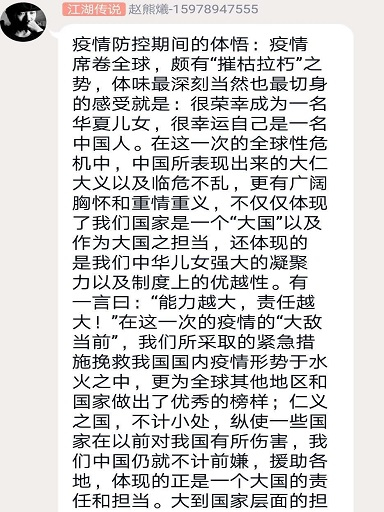 江湖传说 赵熊爔-15978947555
疫情防控期间的体悟：疫情
席卷全球，颇有“摧枯拉朽”之
势，体味最深刻当然也最切身
的感受就是：很荣幸成为一名
华夏儿女，很幸运自己是一名
中国人。在这一次的全球性危
机中，中国所表现出来的大仁
大义以及临危不乱，更有广阔
胸怀和重情重义，不仅仅体现
了我们国家是一个“大国”以及
作为大国之担当，还体现的
是我们中华儿女强大的凝聚
力以及制度上的优越性。有
一言曰：“能力越大，责任越
大！”在这一次的疫情的“大敌
当前”，我们所采取的紧急措
施挽救我国国内疫情形势于水
火之中，更为全球其他地区和
国家做出了优秀的榜样；仁义
之国，不计小处，纵使一些国
家在以前对我国有所伤害，我
们中国仍就不计前嫌，援助各
地，体现的正是一个大国的责
任和担当。大到国家层面的担